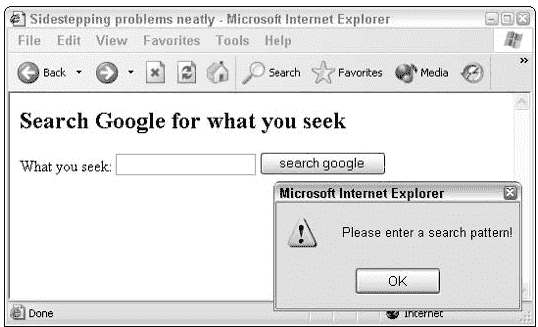 Sidestepping problems neatly - Microsoft Internet Explorer
File Edit View Favorites Tools Help
Back Search Favorites Media »
Search Google for what you seek
What you seek: search google
Microsoft Internet Explorer
Please enter a search pattern!
OK
Done Internet